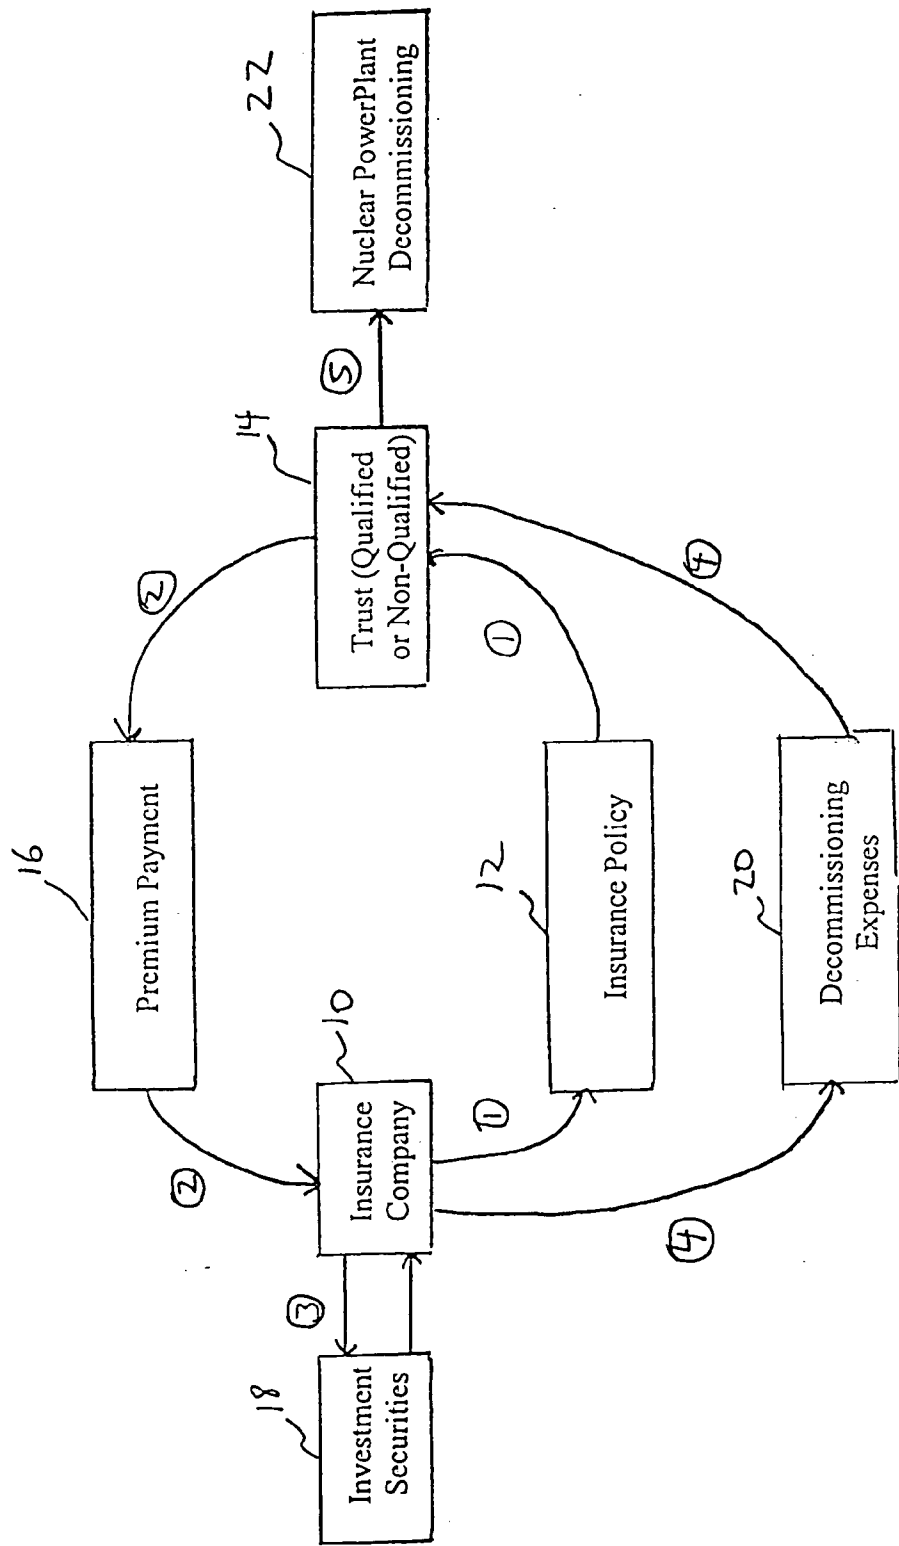 16
Premium Payment
②
②
18
Investment
Securities
③
10
Insurance
Company
14
Trust (Qualified
or Non-Qualified)
⑤
22
Nuclear PowerPlant
Decommissioning
①
①
12
Insurance Policy
④
④
20
Decommissioning
Expenses